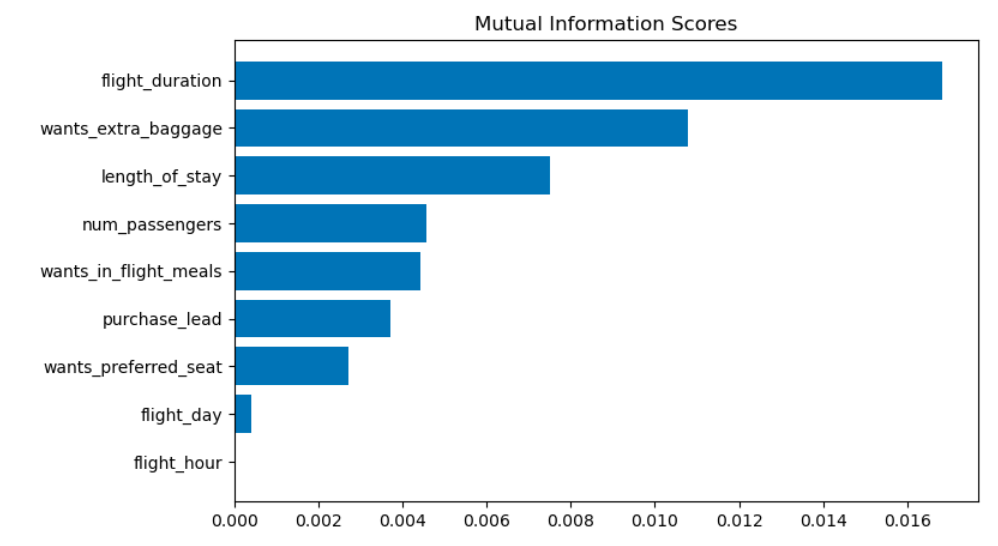 Mutual Information Scores
flight_duration
wants_extra_baggage
length_of_stay
num_passengers
wants_in_flight_meals
purchase_lead
wants_preferred_seat
flight_day
flight_hour
0.000 0.002 0.004 0.006 0.008 0.010 0.012 0.014 0.016